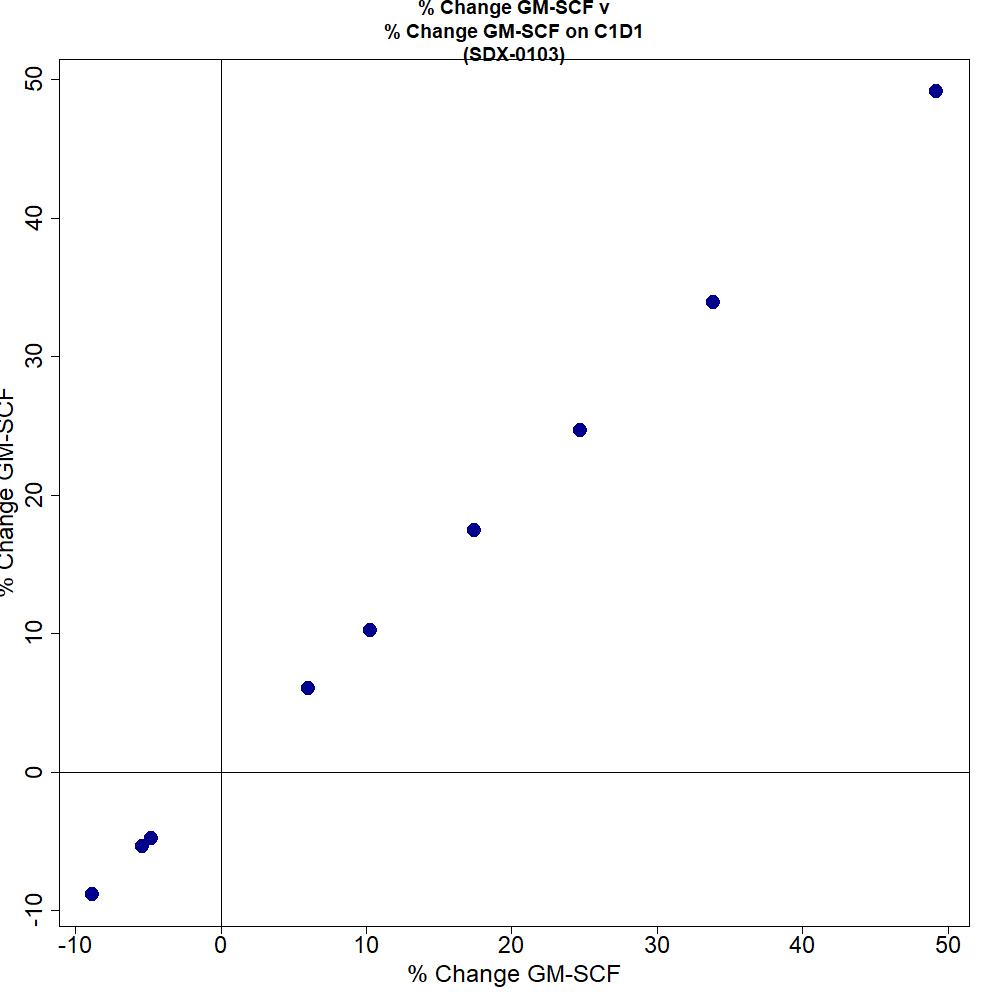 % Change GM-SCF v
% Change GM-SCF on C1D1
(SDX-0103)
50
40
30
20
10
0
-10
% Change GM-SCF
-10 0 10 20 30 40 50
% Change GM-SCF